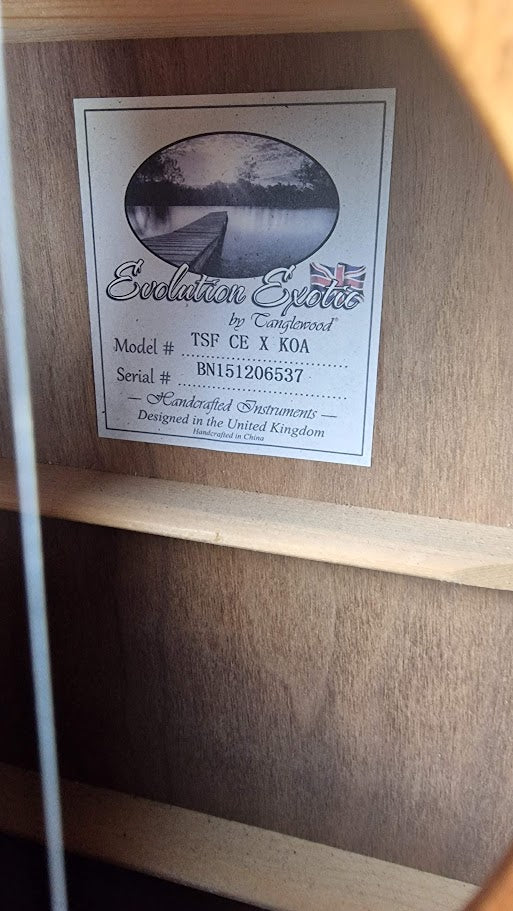 Evolution Exotic
by Tanglewood®
Model # TSF CE X KOA
Serial # BN151206537
— Handcrafted Instruments —
Designed in the United Kingdom
Handcrafted in China